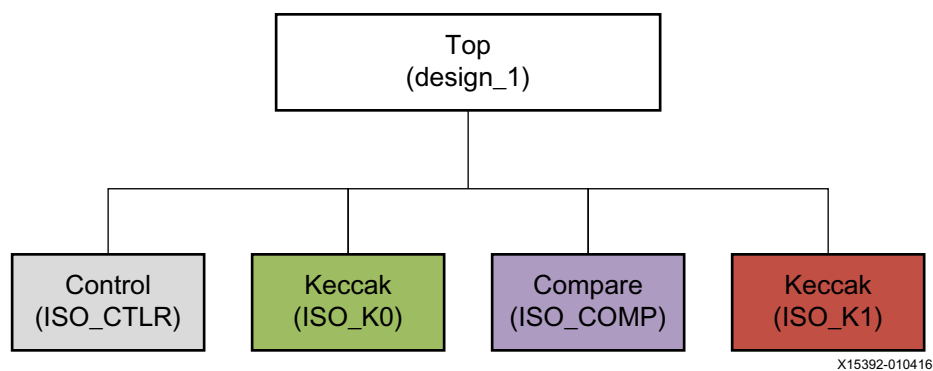 Top
(design_1)
Control
(ISO_CTLR)
Keccak
(ISO_K0)
Compare
(ISO_COMP)
Keccak
(ISO_K1)
X15392-010416